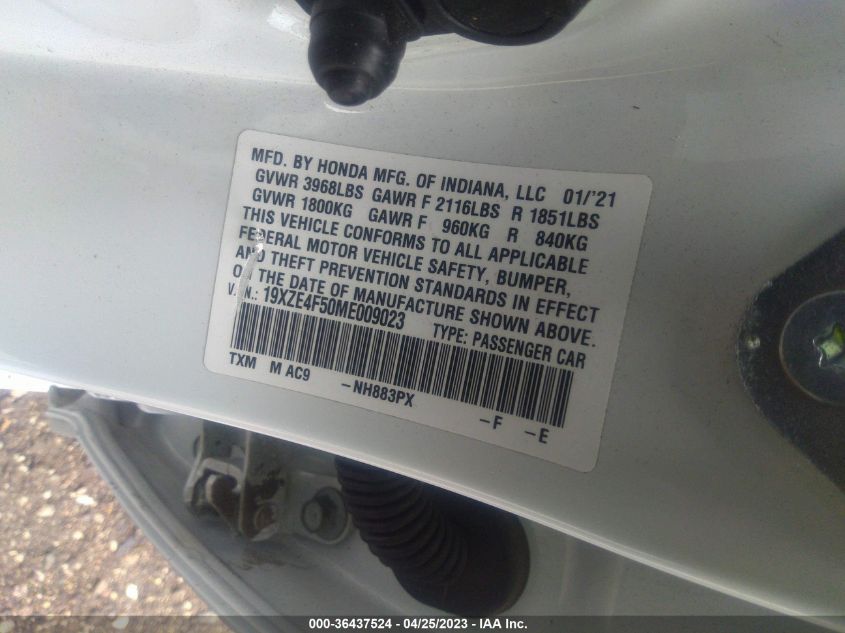 MFD. BY HONDA MFG. OF INDIANA, LLC 01/'21
GVWR 3968LBS GAWR F 2116LBS R 1851LBS
GVWR 1800KG GAWR F 960KG R 840KG
THIS VEHICLE CONFORMS TO ALL APPLICABLE
FEDERAL MOTOR VEHICLE SAFETY, BUMPER,
AND THEFT PREVENTION STANDARDS IN EFFECT
ON THE DATE OF MANUFACTURE SHOWN ABOVE.
V.I.N.: 19XZE4F50ME009023 TYPE: PASSENGER CAR
TXM M AC9 -NH883PX -F -E
000-36437524 - 04/25/2023 - IAA Inc.